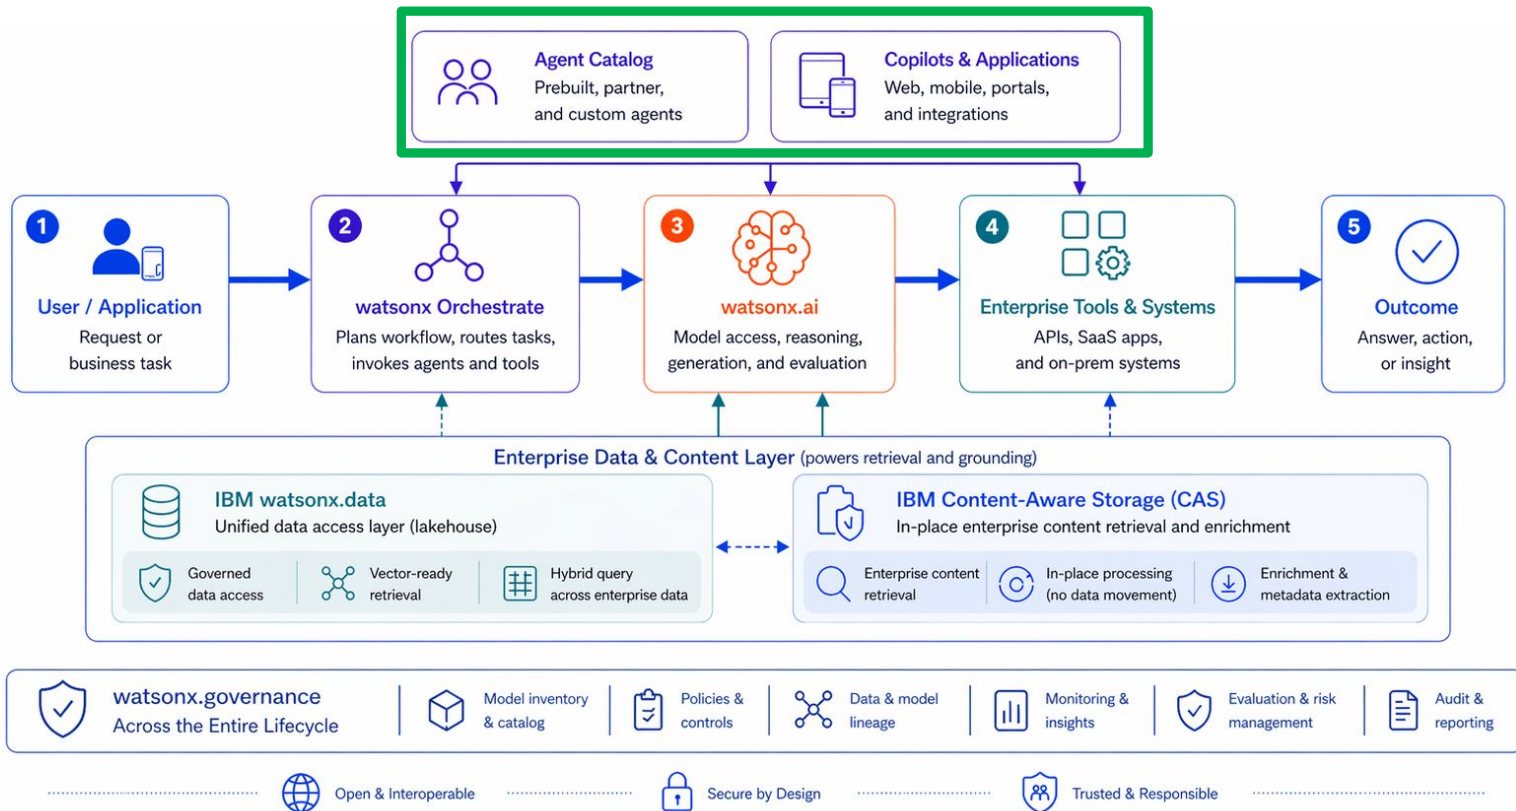 Agent Catalog
Prebuilt, partner,
and custom agents
Copilots & Applications
Web, mobile, portals,
and integrations
1
User / Application
Request or
business task
2
watsonx Orchestrate
Plans workflow, routes tasks,
invokes agents and tools
3
watsonx.ai
Model access, reasoning,
generation, and evaluation
4
Enterprise Tools & Systems
APIs, SaaS apps,
and on-prem systems
5
Outcome
Answer, action,
or insight
Enterprise Data & Content Layer (powers retrieval and grounding)
IBM watsonx.data
Unified data access layer (lakehouse)
Governed
data access
Vector-ready
retrieval
Hybrid query
across enterprise data
IBM Content-Aware Storage (CAS)
In-place enterprise content retrieval and enrichment
Enterprise content
retrieval
In-place processing
(no data movement)
Enrichment &
metadata extraction
watsonx.governance
Across the Entire Lifecycle
Model inventory
& catalog
Policies &
controls
Data & model
lineage
Monitoring &
insights
Evaluation & risk
management
Audit &
reporting
Open & Interoperable
Secure by Design
Trusted & Responsible